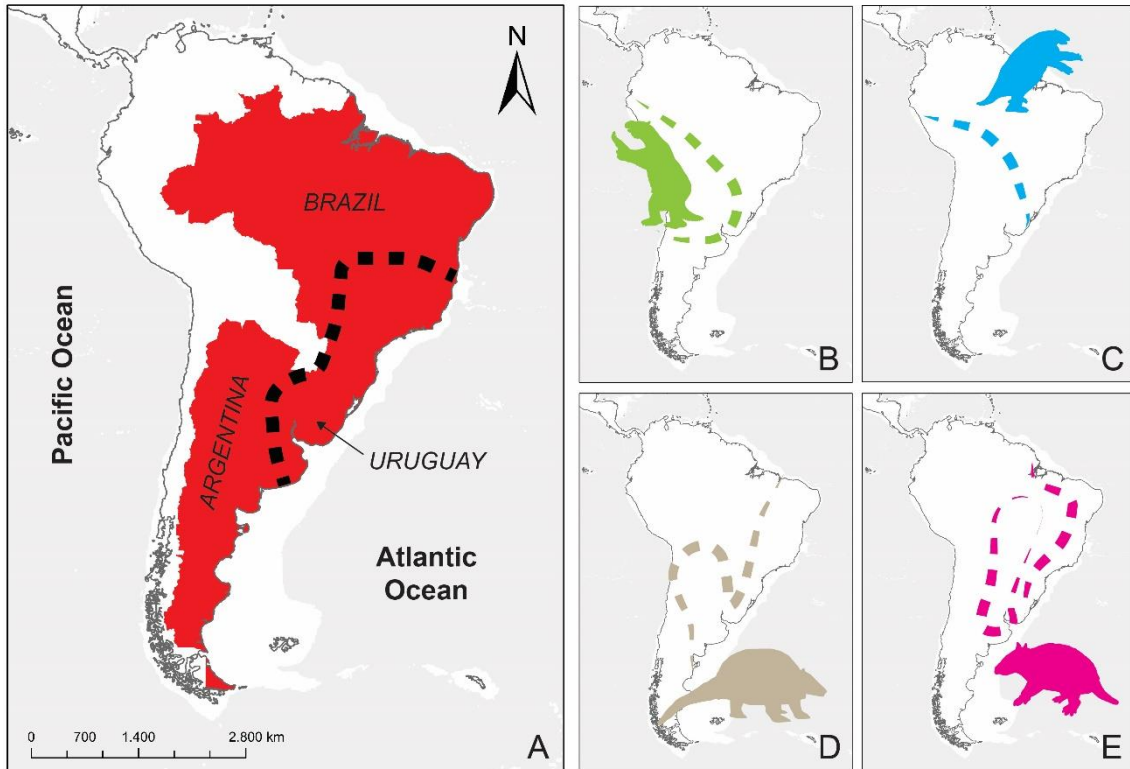 N
BRAZIL
Pacific Ocean
ARGENTINA
URUGUAY
Atlantic
Ocean
0 700 1.400 2.800 km
A
B
C
D
E